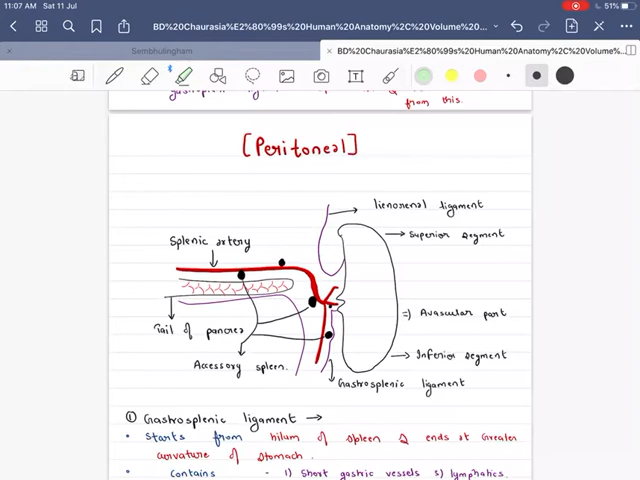 11:07 AM Sat 11 Jul
51%
BD%20Chaurasia%E2%80%99s%20Human%20Anatomy%2C%20Volume%...
Sembhulingham
BD%20Chaurasia%E2%80%99s%20Human%20Anatomy%2C%20Volume%...
from this.
[Peritoneal]
lienorenal ligament
Splenic artery
Superior segment
Avascular part
Tail of pancrea
Accessory spleen.
Inferior segment
Gastrosplenic ligament
① Gastrosplenic ligament →
• Starts from hilum of Spleen & ends at Greater
curvature of Stomach.
• Contains - 1) Short gastric vessels 3) lymphatics